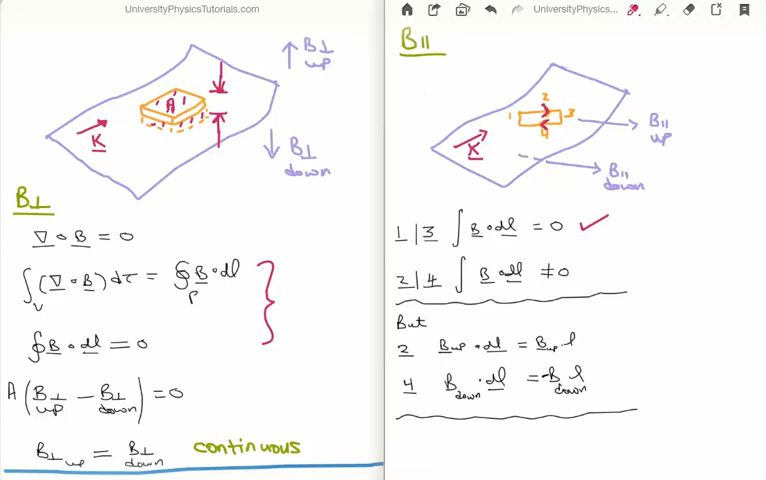 UniversityPhysicsTutorials.com
B⊥ up
A
K
B⊥ down
B⊥
∇ ∘ B = 0
∫v (∇ ∘ B) dτ = ∮p B ∘ dl
∮ B ∘ dl = 0
A (B⊥ up − B⊥ down) = 0
B⊥ up = B⊥ down continuous
UniversityPhysics...
B||
2
1 3
4
B|| up
K
B|| down
1 | 3 ∫ B ∘ dl = 0 ✓
2 | 4 ∫ B ∘ dl ≠ 0
But
2 Bup ∘ dl = Bup l
4 Bdown · dl = -Bdown l